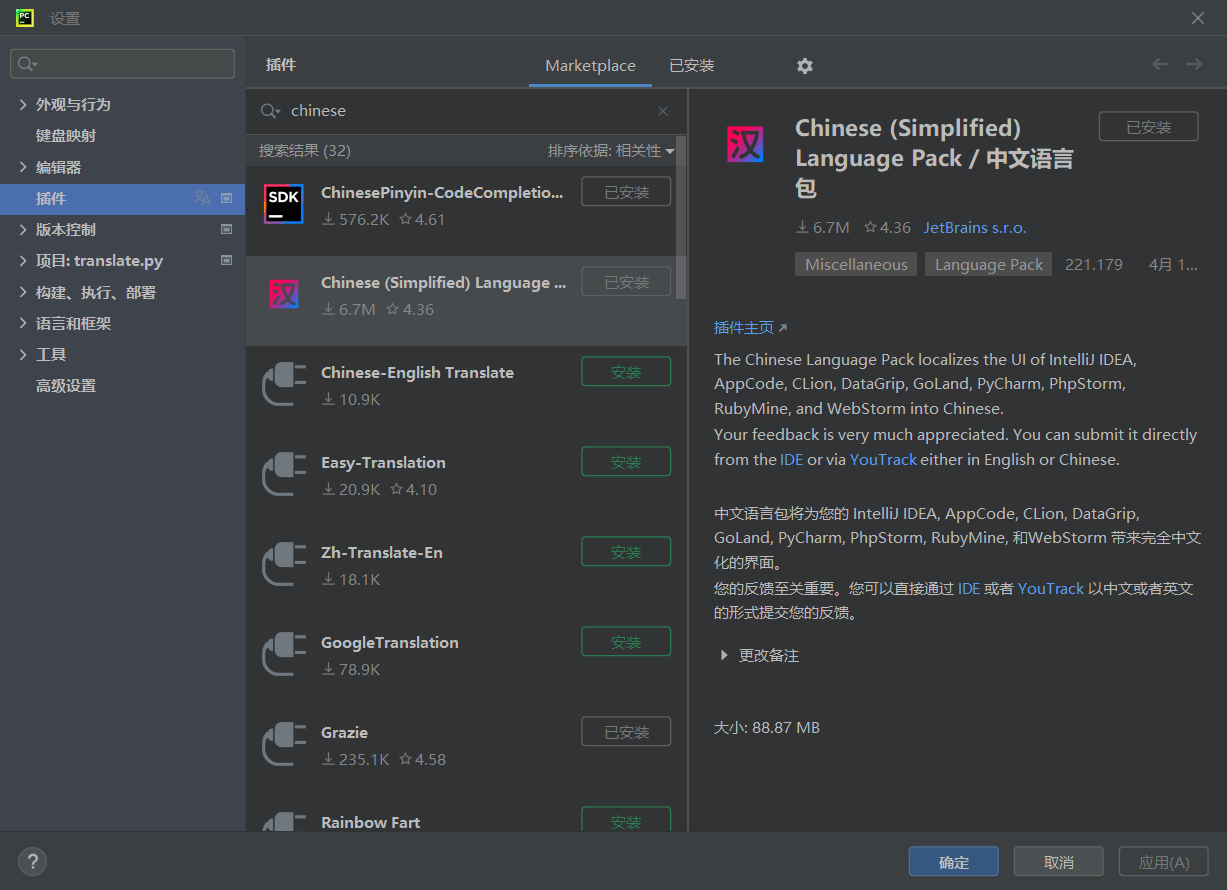 PC
设置
外观与行为
键盘映射
编辑器
插件
版本控制
项目: translate.py
构建、执行、部署
语言和框架
工具
高级设置
插件
Marketplace
已安装
chinese
搜索结果 (32)
排序依据: 相关性
SDK
ChinesePinyin-CodeCompletio...
576.2K
4.61
已安装
汉
Chinese (Simplified) Language ...
6.7M
4.36
已安装
Chinese-English Translate
10.9K
安装
Easy-Translation
20.9K
4.10
安装
Zh-Translate-En
18.1K
安装
GoogleTranslation
78.9K
安装
Grazie
235.1K
4.58
已安装
Rainbow Fart
安装
汉
Chinese (Simplified)
Language Pack / 中文语言
包
已安装
6.7M
4.36
JetBrains s.r.o.
Miscellaneous
Language Pack
221.179
4月 1...
插件主页
The Chinese Language Pack localizes the UI of IntelliJ IDEA,
AppCode, CLion, DataGrip, GoLand, PyCharm, PhpStorm,
RubyMine, and WebStorm into Chinese.
Your feedback is very much appreciated. You can submit it directly
from the IDE or via YouTrack either in English or Chinese.
中文语言包将为您的 IntelliJ IDEA, AppCode, CLion, DataGrip,
GoLand, PyCharm, PhpStorm, RubyMine, 和WebStorm 带来完全中文
化的界面。
您的反馈至关重要。您可以直接通过 IDE 或者 YouTrack 以中文或者英文
的形式提交您的反馈。
更改备注
大小: 88.87 MB
?
确定
取消
应用(A)